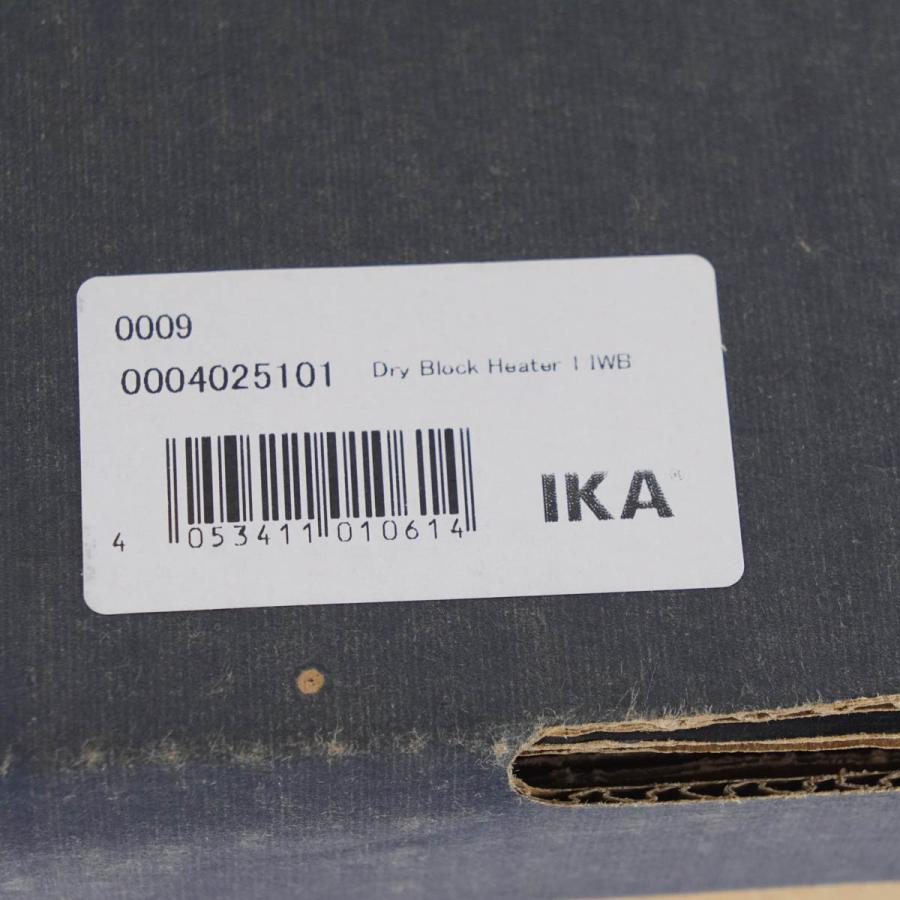 0009
0004025101 Dry Block Heater 1 IWB
4 053411 010614
IKA®